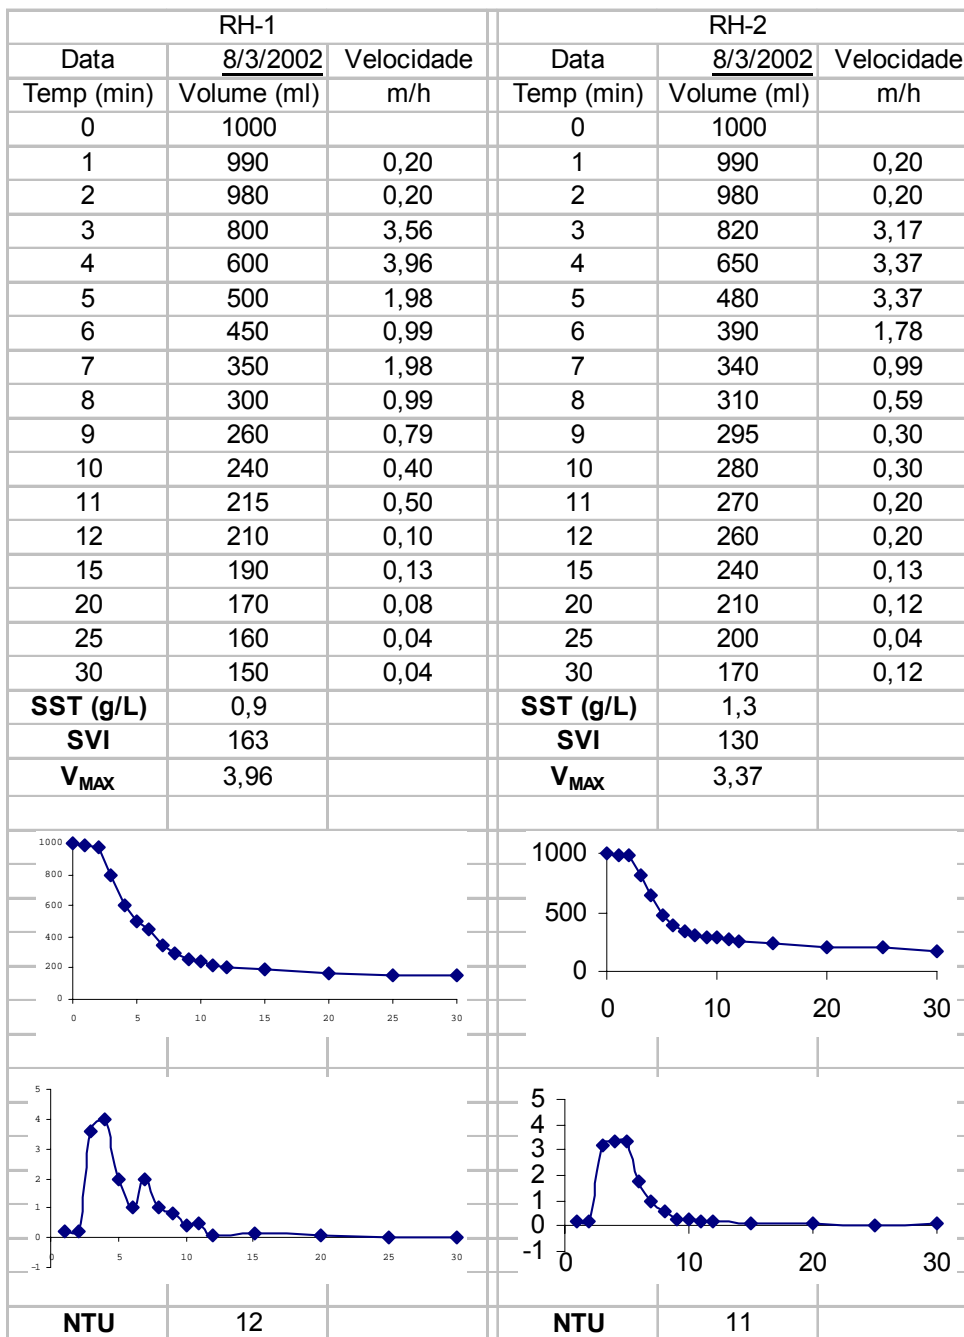 RH-1 RH-2
Data 8/3/2002 Velocidade Data 8/3/2002 Velocidade
Temp (min) Volume (ml) m/h Temp (min) Volume (ml) m/h
0 1000 0 1000
1 990 0,20 1 990 0,20
2 980 0,20 2 980 0,20
3 800 3,56 3 820 3,17
4 600 3,96 4 650 3,37
5 500 1,98 5 480 3,37
6 450 0,99 6 390 1,78
7 350 1,98 7 340 0,99
8 300 0,99 8 310 0,59
9 260 0,79 9 295 0,30
10 240 0,40 10 280 0,30
11 215 0,50 11 270 0,20
12 210 0,10 12 260 0,20
15 190 0,13 15 240 0,13
20 170 0,08 20 210 0,12
25 160 0,04 25 200 0,04
30 150 0,04 30 170 0,12
SST (g/L) 0,9 SST (g/L) 1,3
SVI 163 SVI 130
VMAX 3,96 VMAX 3,37
1000
800
600
400
200
0
0 5 10 15 20 25 30
1000
500
0
0 10 20 30
5
4
3
2
1
0
-1
0 5 10 15 20 25 30
5
4
3
2
1
0
-1
0 10 20 30
NTU 12 NTU 11